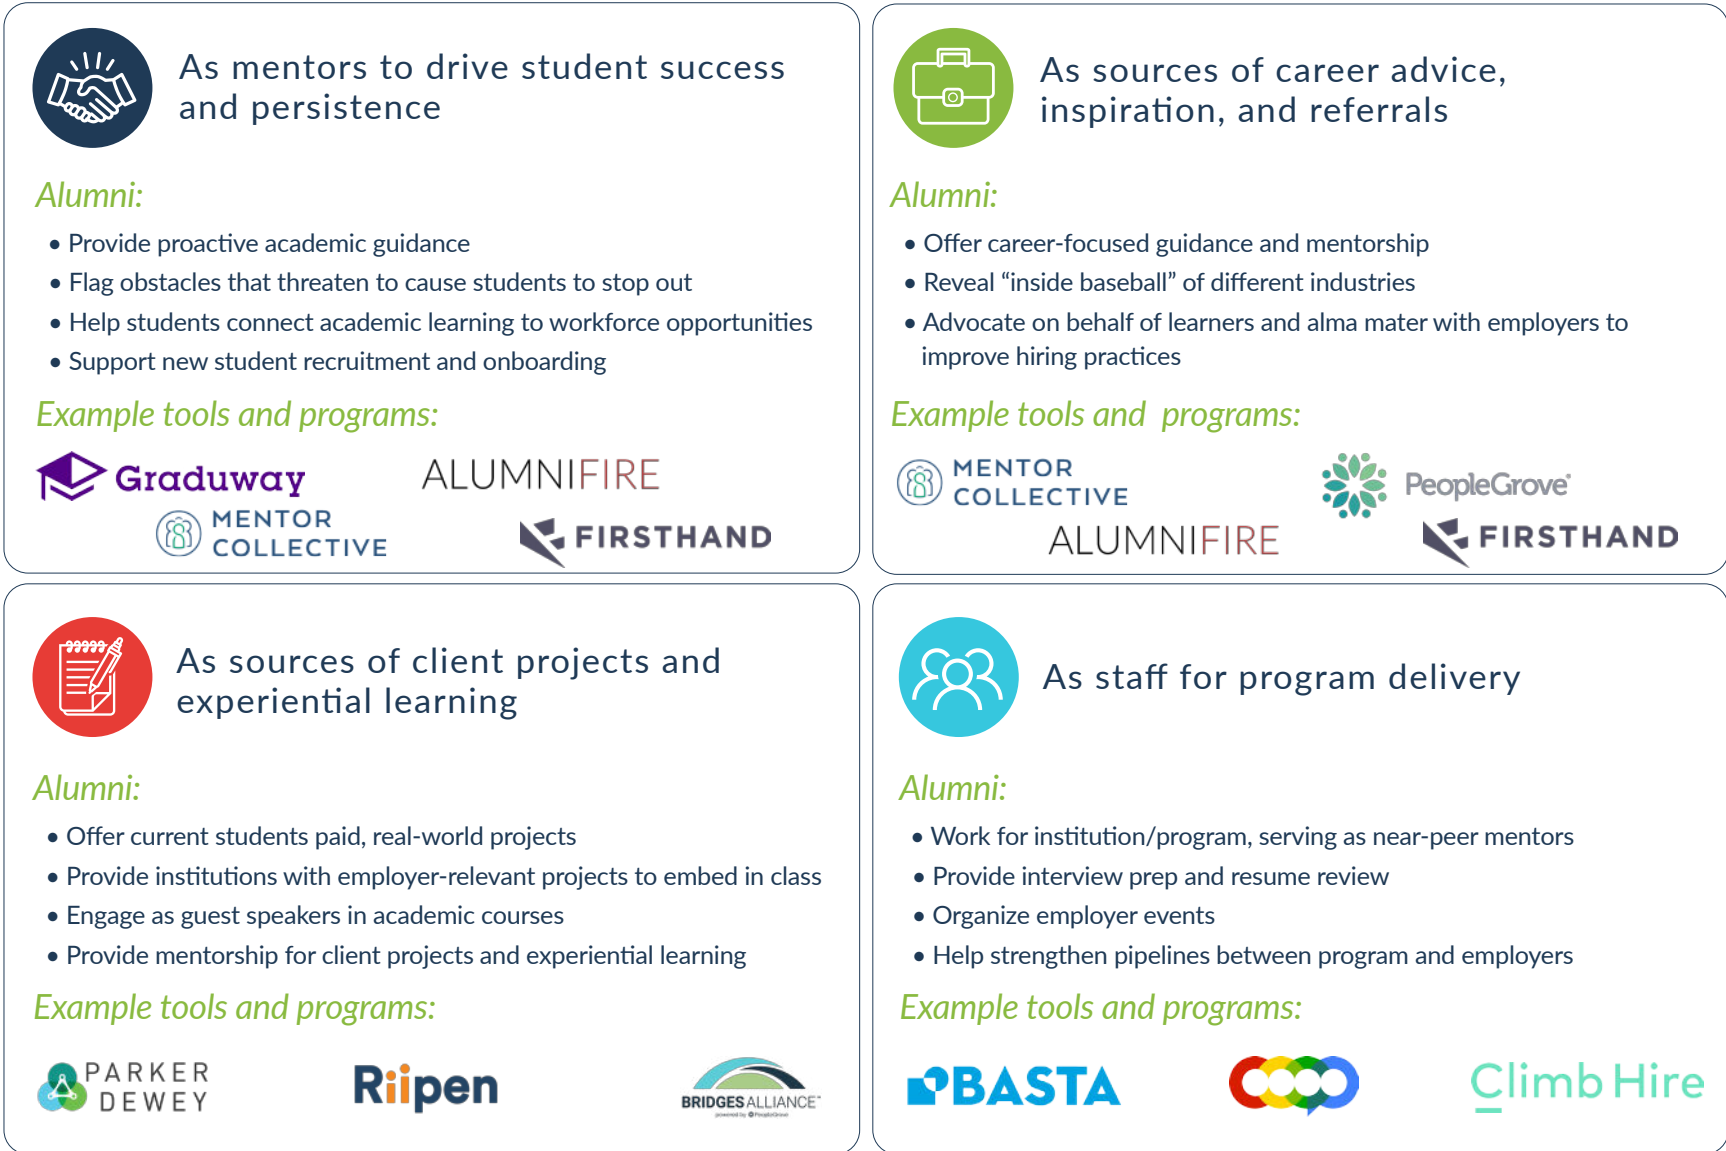 As mentors to drive student success
and persistence
Alumni:
• Provide proactive academic guidance
• Flag obstacles that threaten to cause students to stop out
• Help students connect academic learning to workforce opportunities
• Support new student recruitment and onboarding
Example tools and programs:
Graduway
ALUMNIFIRE
MENTOR
COLLECTIVE
FIRSTHAND
As sources of career advice,
inspiration, and referrals
Alumni:
• Offer career-focused guidance and mentorship
• Reveal “inside baseball” of different industries
• Advocate on behalf of learners and alma mater with employers to
improve hiring practices
Example tools and programs:
MENTOR
COLLECTIVE
PeopleGrove
ALUMNIFIRE
FIRSTHAND
As sources of client projects and
experiential learning
Alumni:
• Offer current students paid, real-world projects
• Provide institutions with employer-relevant projects to embed in class
• Engage as guest speakers in academic courses
• Provide mentorship for client projects and experiential learning
Example tools and programs:
PARKER
DEWEY
Riipen
BRIDGES ALLIANCE™
powered by PeopleGrove
As staff for program delivery
Alumni:
• Work for institution/program, serving as near-peer mentors
• Provide interview prep and resume review
• Organize employer events
• Help strengthen pipelines between program and employers
Example tools and programs:
BASTA
COOP
Climb Hire